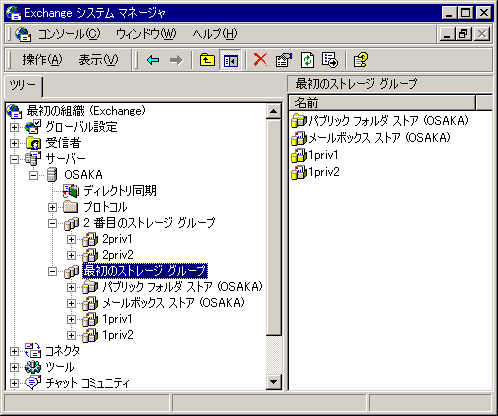 Exchange システム マネージャ
コンソール(C) ウィンドウ(W) ヘルプ(H)
操作(A) 表示(V)
ツリー
最初の組織 (Exchange)
グローバル設定
受信者
サーバー
OSAKA
ディレクトリ同期
プロトコル
2 番目のストレージ グループ
2priv1
2priv2
最初のストレージ グループ
パブリック フォルダ ストア (OSAKA)
メールボックス ストア (OSAKA)
1priv1
1priv2
コネクタ
ツール
チャット コミュニティ
最初のストレージ グループ
名前
パブリック フォルダ ストア (OSAKA)
メールボックス ストア (OSAKA)
1priv1
1priv2